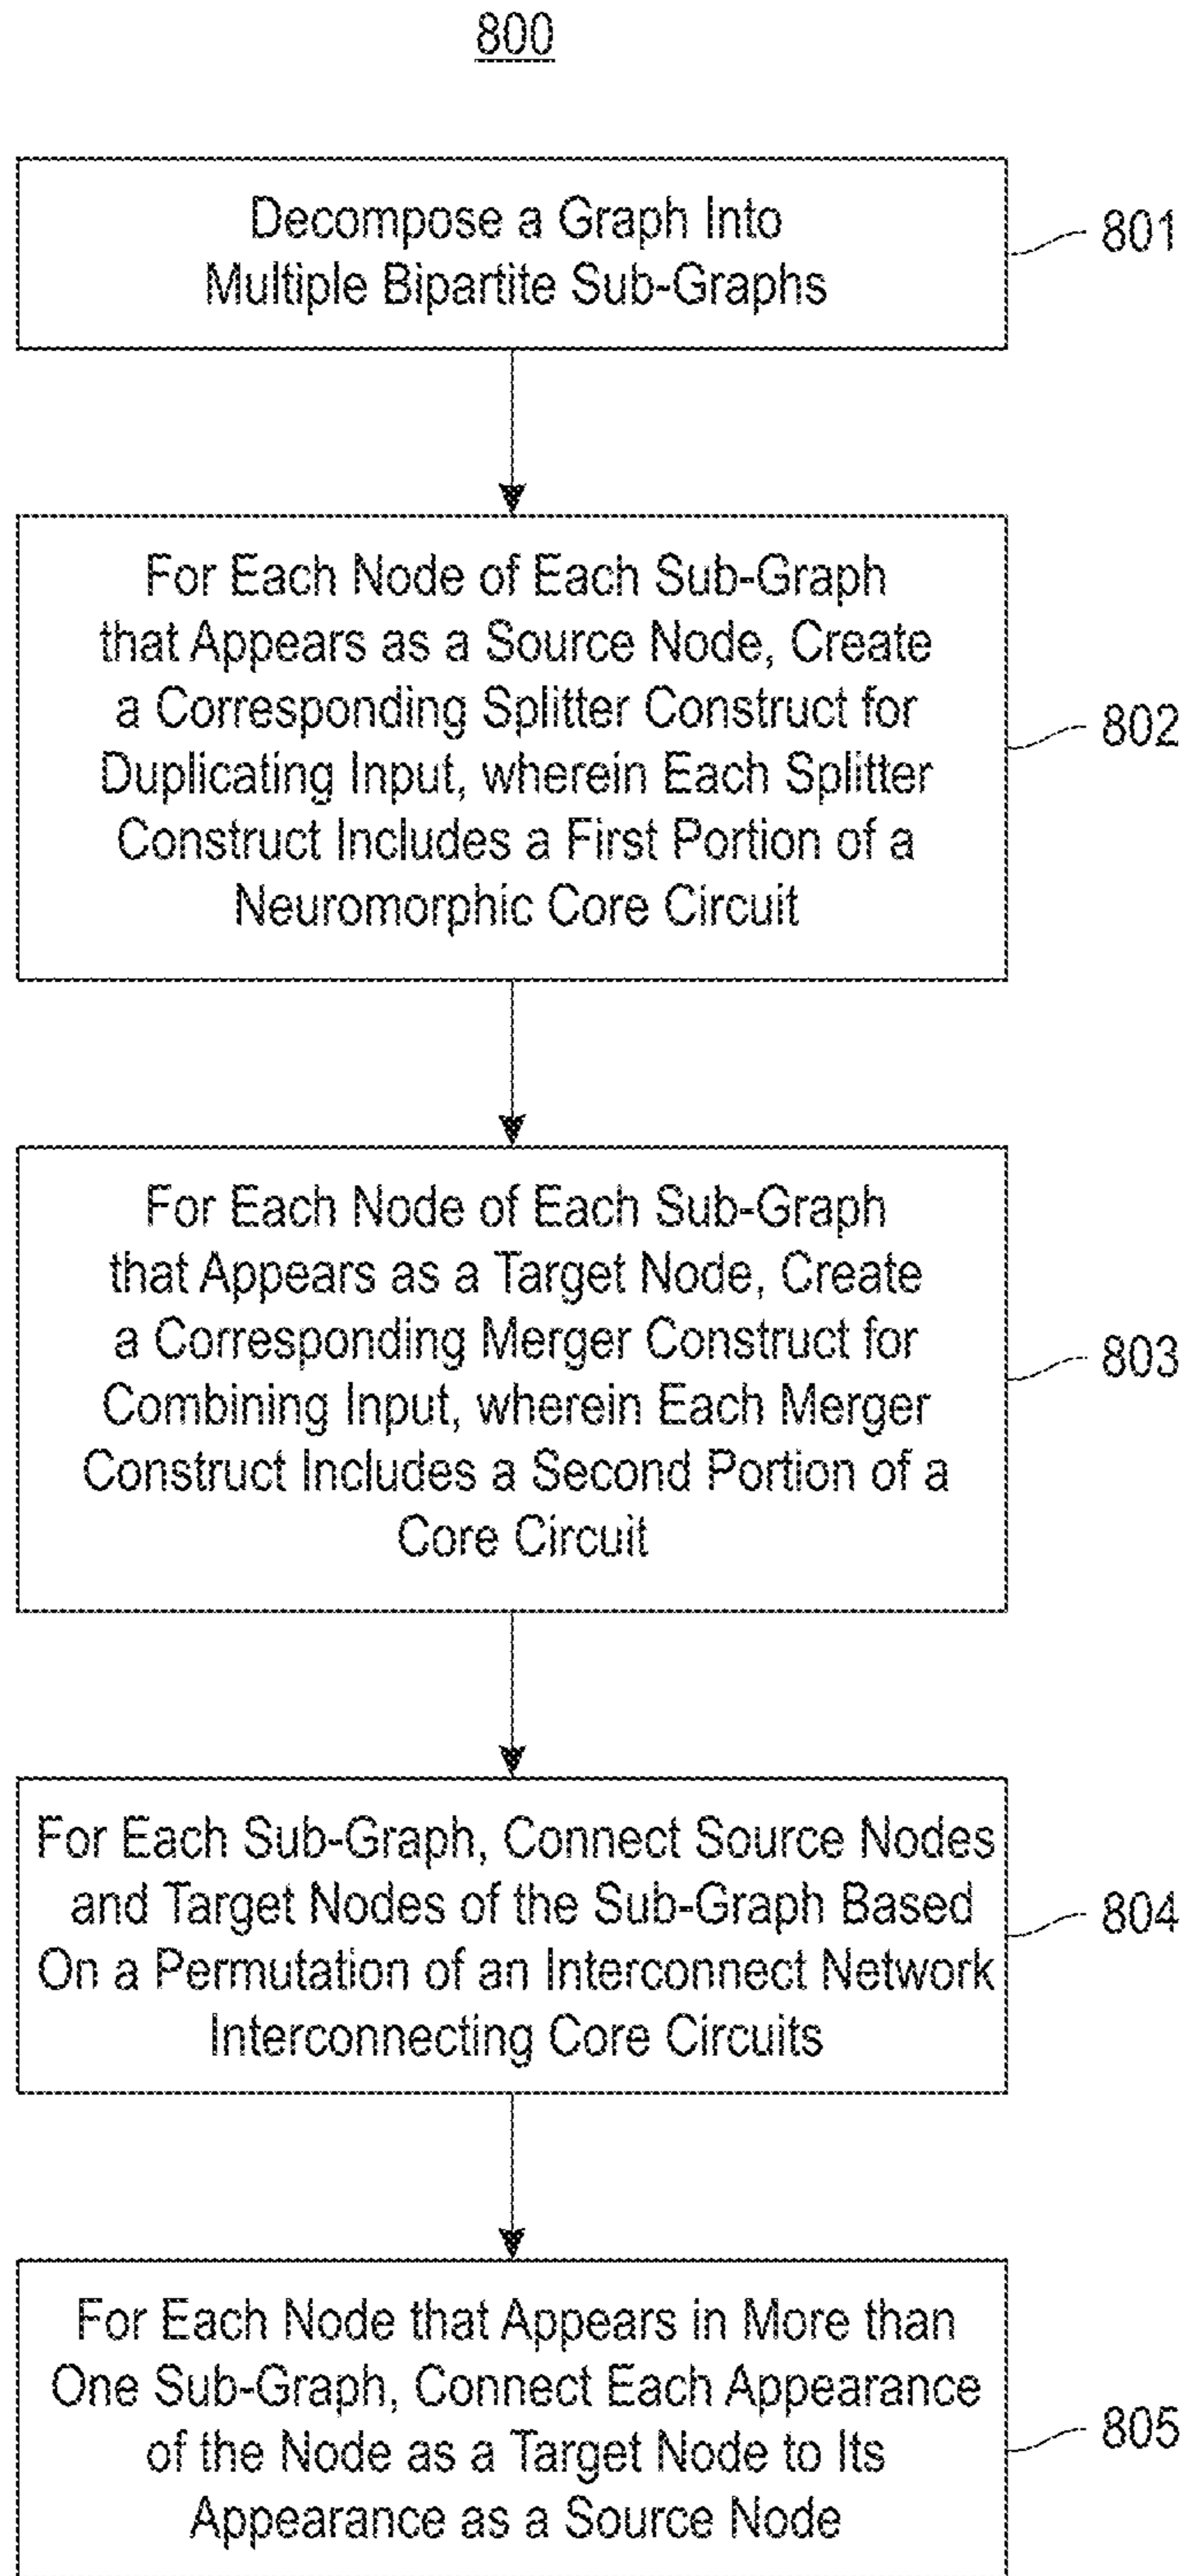 800
Decompose a Graph Into
Multiple Bipartite Sub-Graphs
801
For Each Node of Each Sub-Graph
that Appears as a Source Node, Create
a Corresponding Splitter Construct for
Duplicating Input, wherein Each Splitter
Construct Includes a First Portion of a
Neuromorphic Core Circuit
802
For Each Node of Each Sub-Graph
that Appears as a Target Node, Create
a Corresponding Merger Construct for
Combining Input, wherein Each Merger
Construct Includes a Second Portion of a
Core Circuit
803
For Each Sub-Graph, Connect Source Nodes
and Target Nodes of the Sub-Graph Based
On a Permutation of an Interconnect Network
Interconnecting Core Circuits
804
For Each Node that Appears in More than
One Sub-Graph, Connect Each Appearance
of the Node as a Target Node to Its
Appearance as a Source Node
805